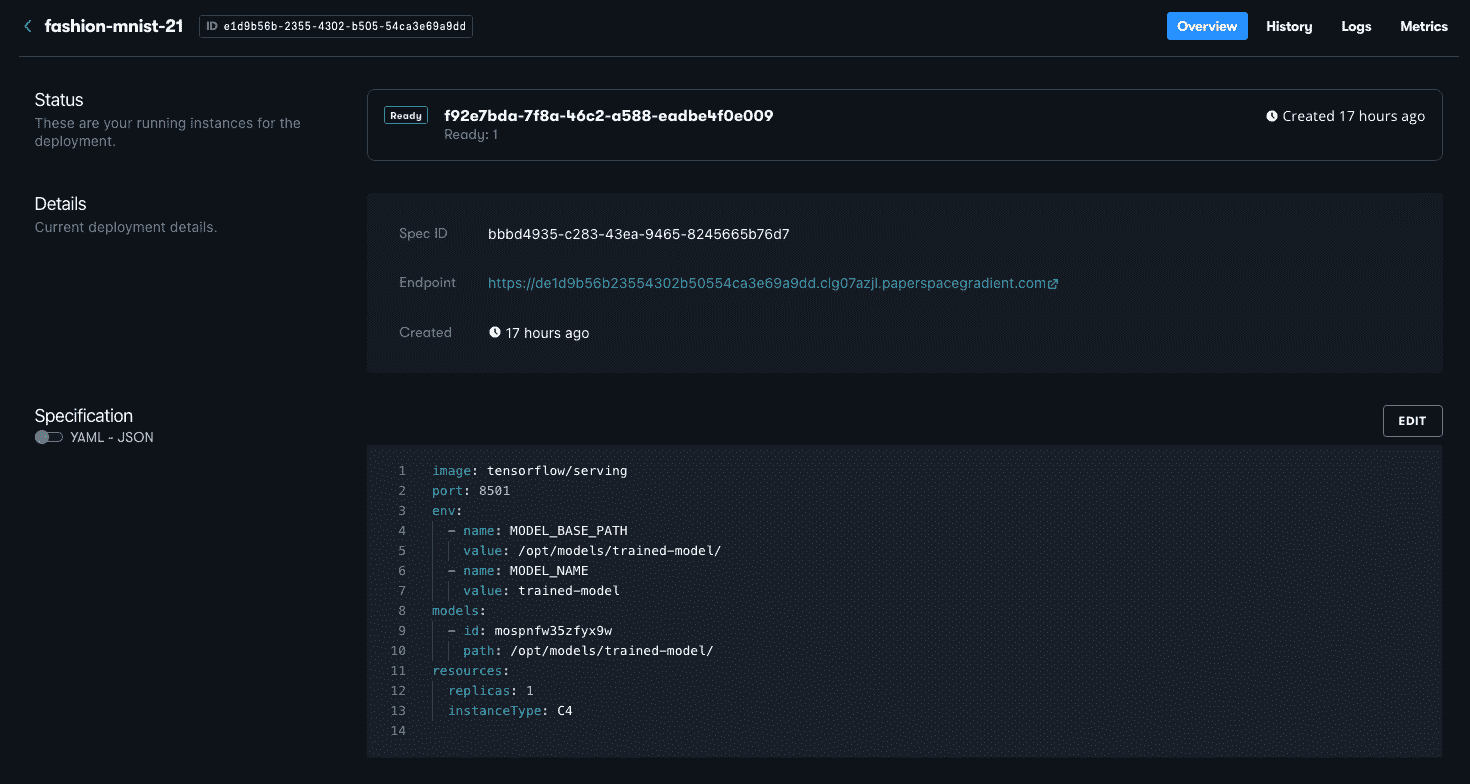 fashion-mnist-21 ID e1d9b56b-2355-4302-b505-54ca3e69a9dd Overview History Logs Metrics
Status
These are your running instances for the
deployment.
Ready f92e7bda-7f8a-46c2-a588-eadbe4f0e009 Created 17 hours ago
Ready: 1
Details
Current deployment details.
Spec ID bbbd4935-c283-43ea-9465-8245665b76d7
Endpoint https://de1d9b56b23554302b50554ca3e69a9dd.clg07azjl.paperspacegradient.com
Created 17 hours ago
Specification
YAML - JSON
EDIT
1 image: tensorflow/serving
2 port: 8501
3 env:
4 - name: MODEL_BASE_PATH
5 value: /opt/models/trained-model/
6 - name: MODEL_NAME
7 value: trained-model
8 models:
9 - id: mospnfw35zfyx9w
10 path: /opt/models/trained-model/
11 resources:
12 replicas: 1
13 instanceType: C4
14